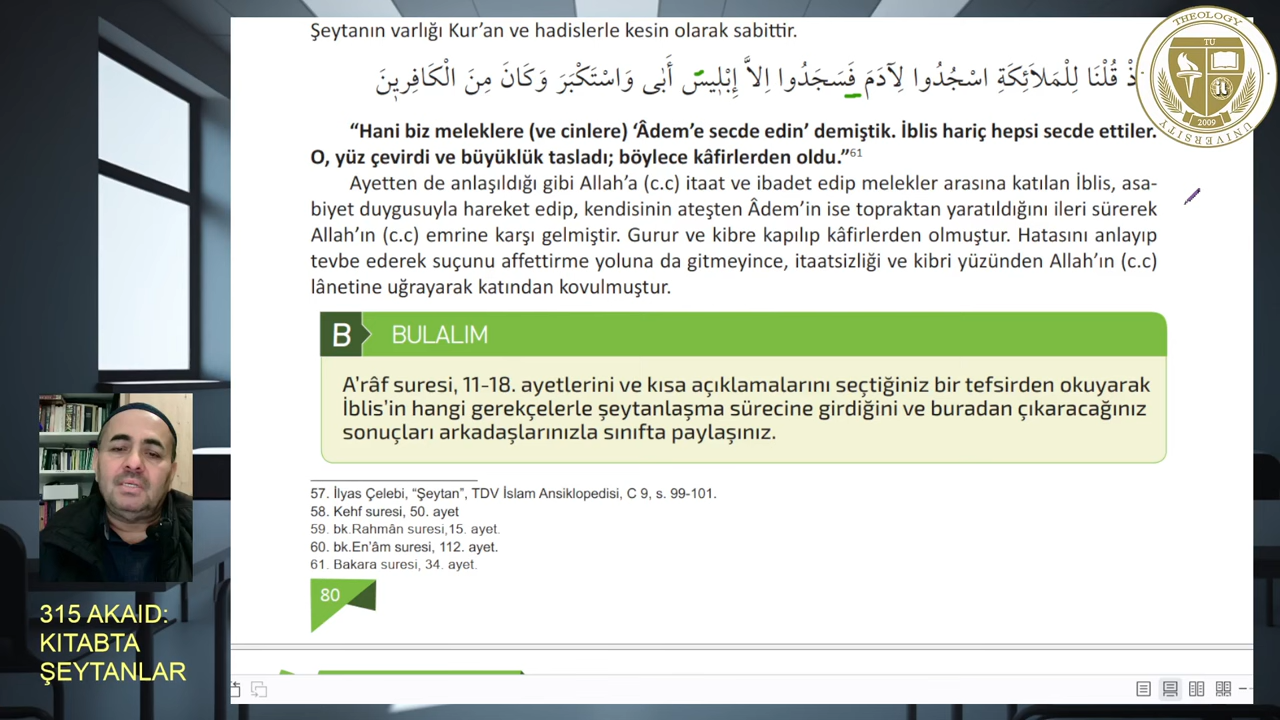 Şeytanın varlığı Kur’an ve hadislerle kesin olarak sabittir.
ذْ قُلْنَا لِلْمَلاَئِكَةِ اسْجُدُوا لِآدَمَ فَسَجَدُوا اِلاَّ إِبْلِيسَ أَبٰى وَاسْتَكْبَرَ وَكَانَ مِنَ الْكَافِرِينَ
“Hani biz meleklere (ve cinlere) ‘Âdem’e secde edin’ demiştik. İblis hariç hepsi secde ettiler.
O, yüz çevirdi ve büyüklük tasladı; böylece kâfirlerden oldu.”61
Ayetten de anlaşıldığı gibi Allah’a (c.c) itaat ve ibadet edip melekler arasına katılan İblis, asa-
biyet duygusuyla hareket edip, kendisinin ateşten Âdem’in ise topraktan yaratıldığını ileri sürerek
Allah’ın (c.c) emrine karşı gelmiştir. Gurur ve kibre kapılıp kâfirlerden olmuştur. Hatasını anlayıp
tevbe ederek suçunu affettirme yoluna da gitmeyince, itaatsizliği ve kibri yüzünden Allah’ın (c.c)
lânetine uğrayarak katından kovulmuştur.
B BULALIM
A’râf suresi, 11-18. ayetlerini ve kısa açıklamalarını seçtiğiniz bir tefsirden okuyarak
İblis’in hangi gerekçelerle şeytanlaşma sürecine girdiğini ve buradan çıkaracağınız
sonuçları arkadaşlarınızla sınıfta paylaşınız.
57. İlyas Çelebi, “Şeytan”, TDV İslam Ansiklopedisi, C 9, s. 99-101.
58. Kehf suresi, 50. ayet
59. bk.Rahmân suresi,15. ayet.
60. bk.En’âm suresi, 112. ayet.
61. Bakara suresi, 34. ayet.
80
315 AKAID:
KITABTA
ŞEYTANLAR
THEOLOGY
TU
it
2009
UNIVERSITY